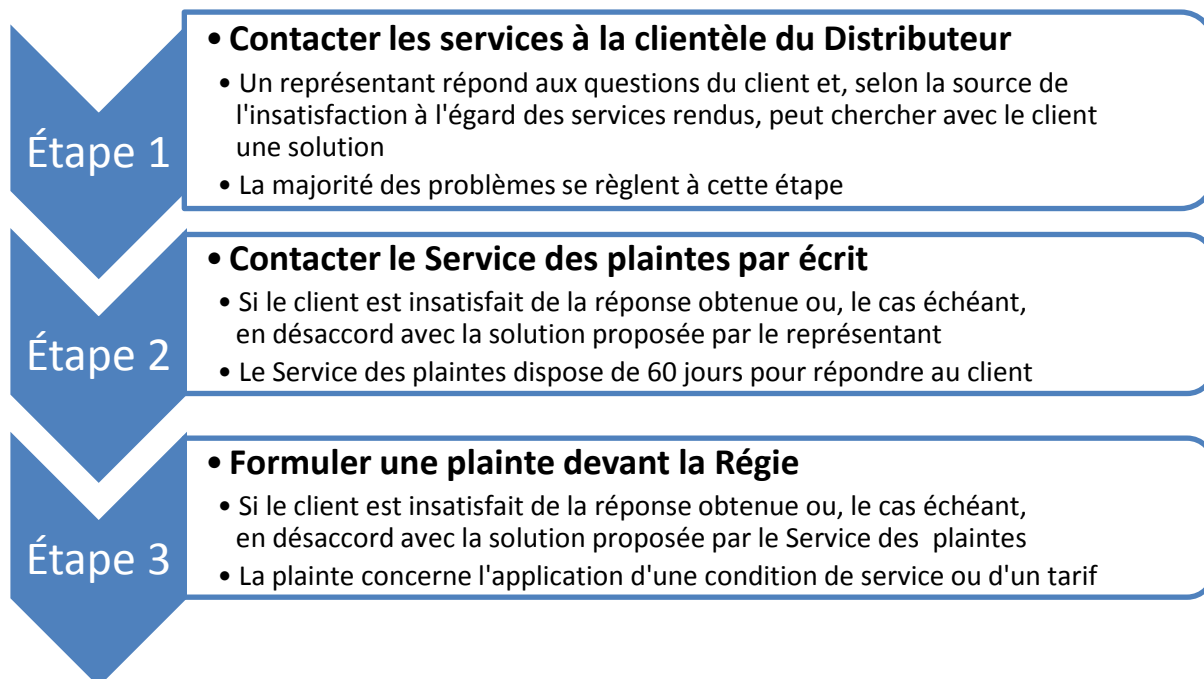 Étape 1
• Contacter les services à la clientèle du Distributeur
• Un représentant répond aux questions du client et, selon la source de
l'insatisfaction à l'égard des services rendus, peut chercher avec le client
une solution
• La majorité des problèmes se règlent à cette étape
Étape 2
• Contacter le Service des plaintes par écrit
• Si le client est insatisfait de la réponse obtenue ou, le cas échéant,
en désaccord avec la solution proposée par le représentant
• Le Service des plaintes dispose de 60 jours pour répondre au client
Étape 3
• Formuler une plainte devant la Régie
• Si le client est insatisfait de la réponse obtenue ou, le cas échéant,
en désaccord avec la solution proposée par le Service des plaintes
• La plainte concerne l'application d'une condition de service ou d'un tarif